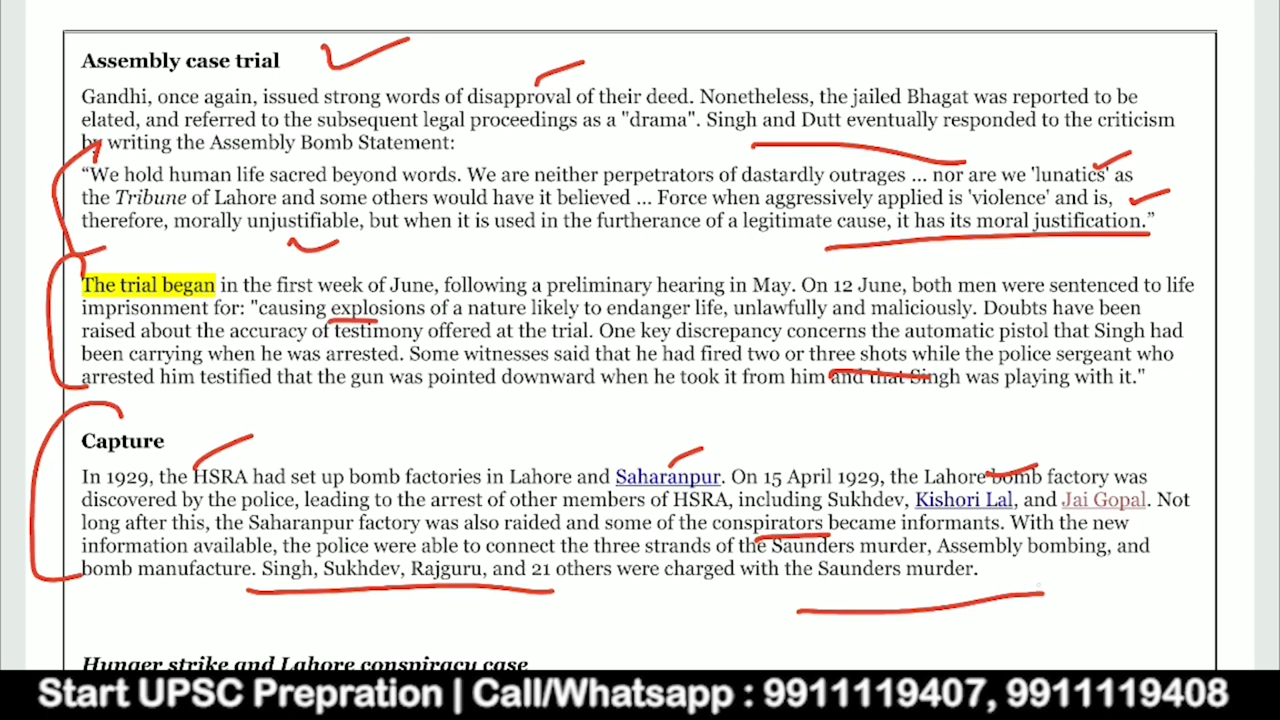 Assembly case trial
Gandhi, once again, issued strong words of disapproval of their deed. Nonetheless, the jailed Bhagat was reported to be
elated, and referred to the subsequent legal proceedings as a "drama". Singh and Dutt eventually responded to the criticism
by writing the Assembly Bomb Statement:
“We hold human life sacred beyond words. We are neither perpetrators of dastardly outrages ... nor are we 'lunatics' as
the Tribune of Lahore and some others would have it believed ... Force when aggressively applied is 'violence' and is,
therefore, morally unjustifiable, but when it is used in the furtherance of a legitimate cause, it has its moral justification.”
The trial began in the first week of June, following a preliminary hearing in May. On 12 June, both men were sentenced to life
imprisonment for: "causing explosions of a nature likely to endanger life, unlawfully and maliciously. Doubts have been
raised about the accuracy of testimony offered at the trial. One key discrepancy concerns the automatic pistol that Singh had
been carrying when he was arrested. Some witnesses said that he had fired two or three shots while the police sergeant who
arrested him testified that the gun was pointed downward when he took it from him and that Singh was playing with it."
Capture
In 1929, the HSRA had set up bomb factories in Lahore and Saharanpur. On 15 April 1929, the Lahore bomb factory was
discovered by the police, leading to the arrest of other members of HSRA, including Sukhdev, Kishori Lal, and Jai Gopal. Not
long after this, the Saharanpur factory was also raided and some of the conspirators became informants. With the new
information available, the police were able to connect the three strands of the Saunders murder, Assembly bombing, and
bomb manufacture. Singh, Sukhdev, Rajguru, and 21 others were charged with the Saunders murder.
Hunger strike and Lahore conspiracy case
Start UPSC Prepration | Call/Whatsapp : 9911119407, 9911119408